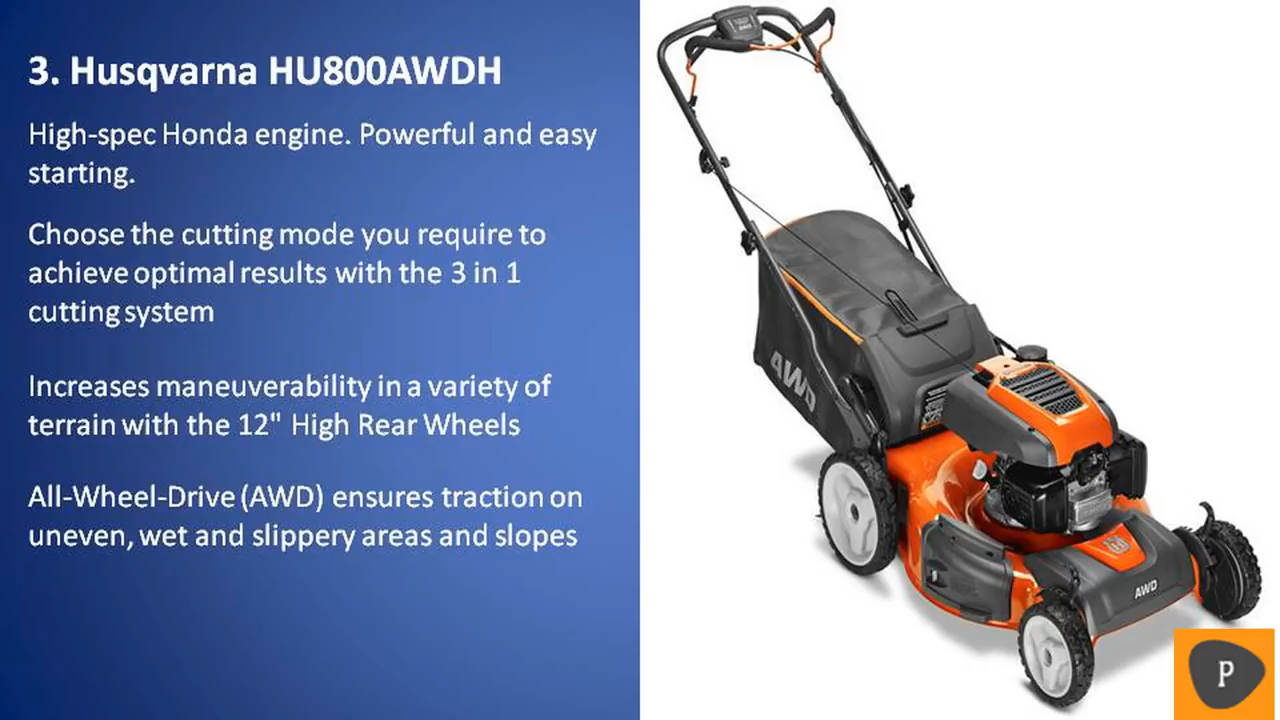 3. Husqvarna HU800AWDH
High-spec Honda engine. Powerful and easy
starting.
Choose the cutting mode you require to
achieve optimal results with the 3 in 1
cutting system
Increases maneuverability in a variety of
terrain with the 12" High Rear Wheels
All-Wheel-Drive (AWD) ensures traction on
uneven, wet and slippery areas and slopes
AWD
AWD
AWD
P